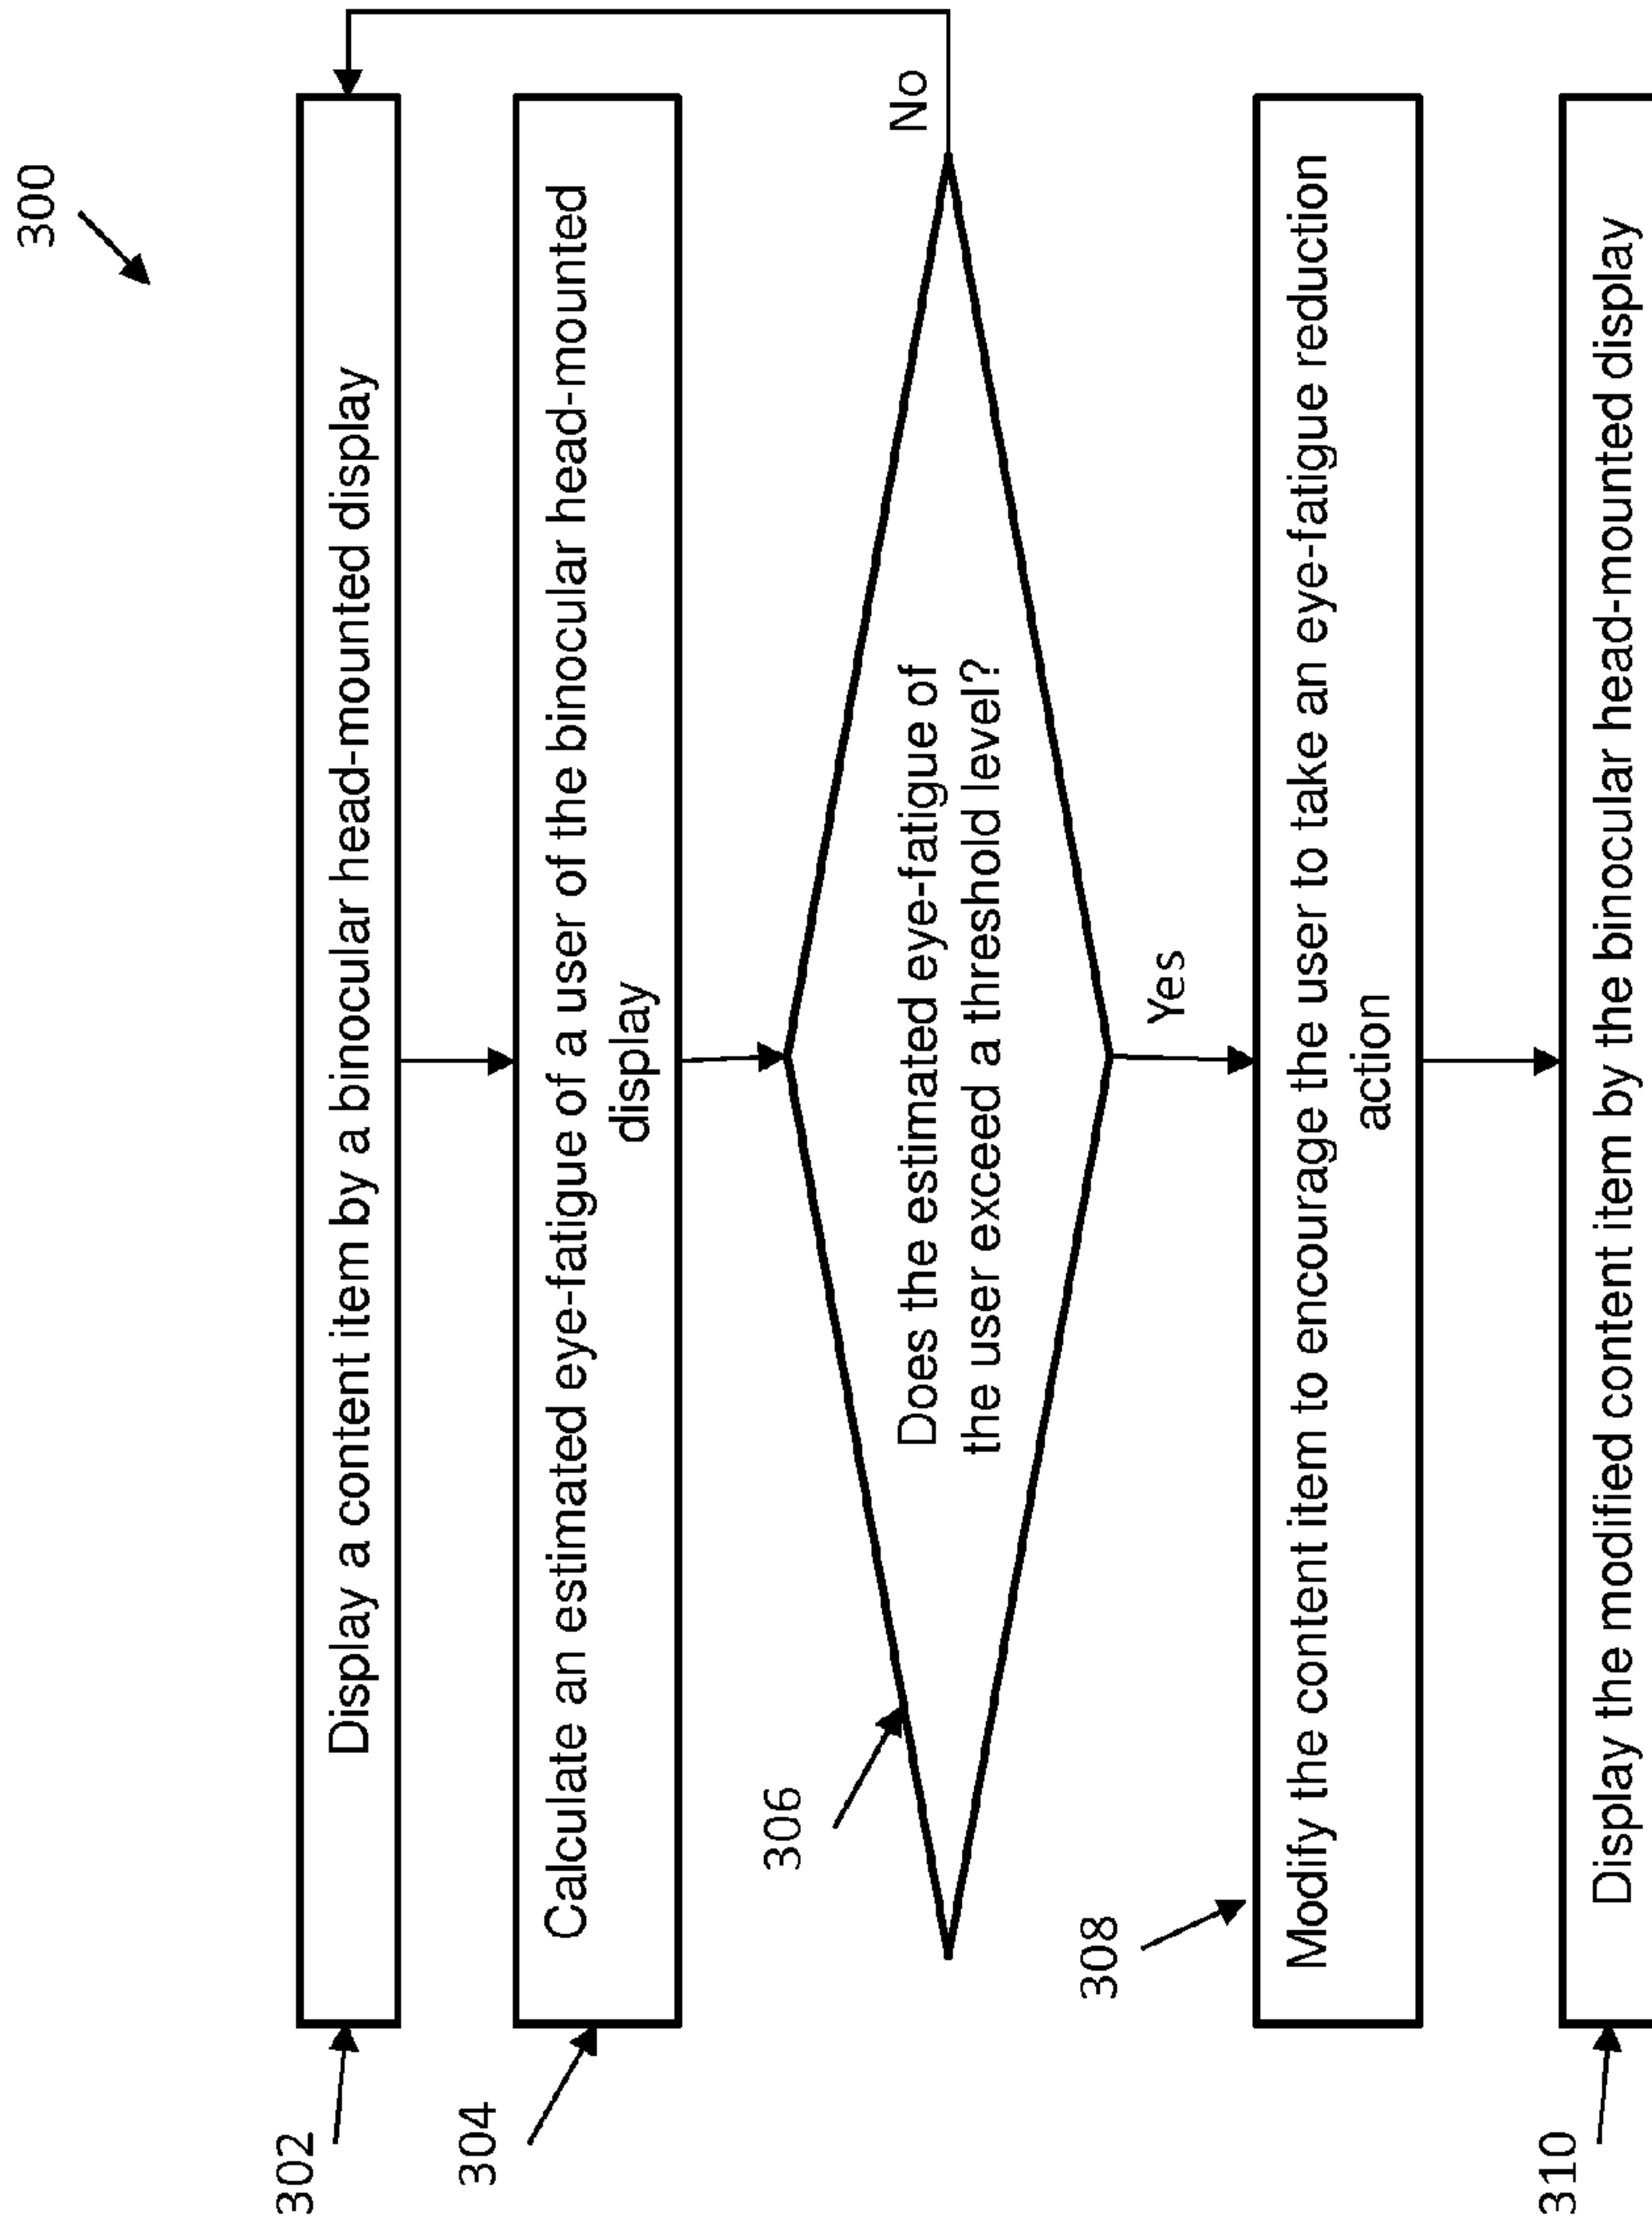 300
302
Display a content item by a binocular head-mounted display
304
Calculate an estimated eye-fatigue of a user of the binocular head-mounted
display
306
Does the estimated eye-fatigue of
the user exceed a threshold level?
No
Yes
308
Modify the content item to encourage the user to take an eye-fatigue reduction
action
310
Display the modified content item by the binocular head-mounted display